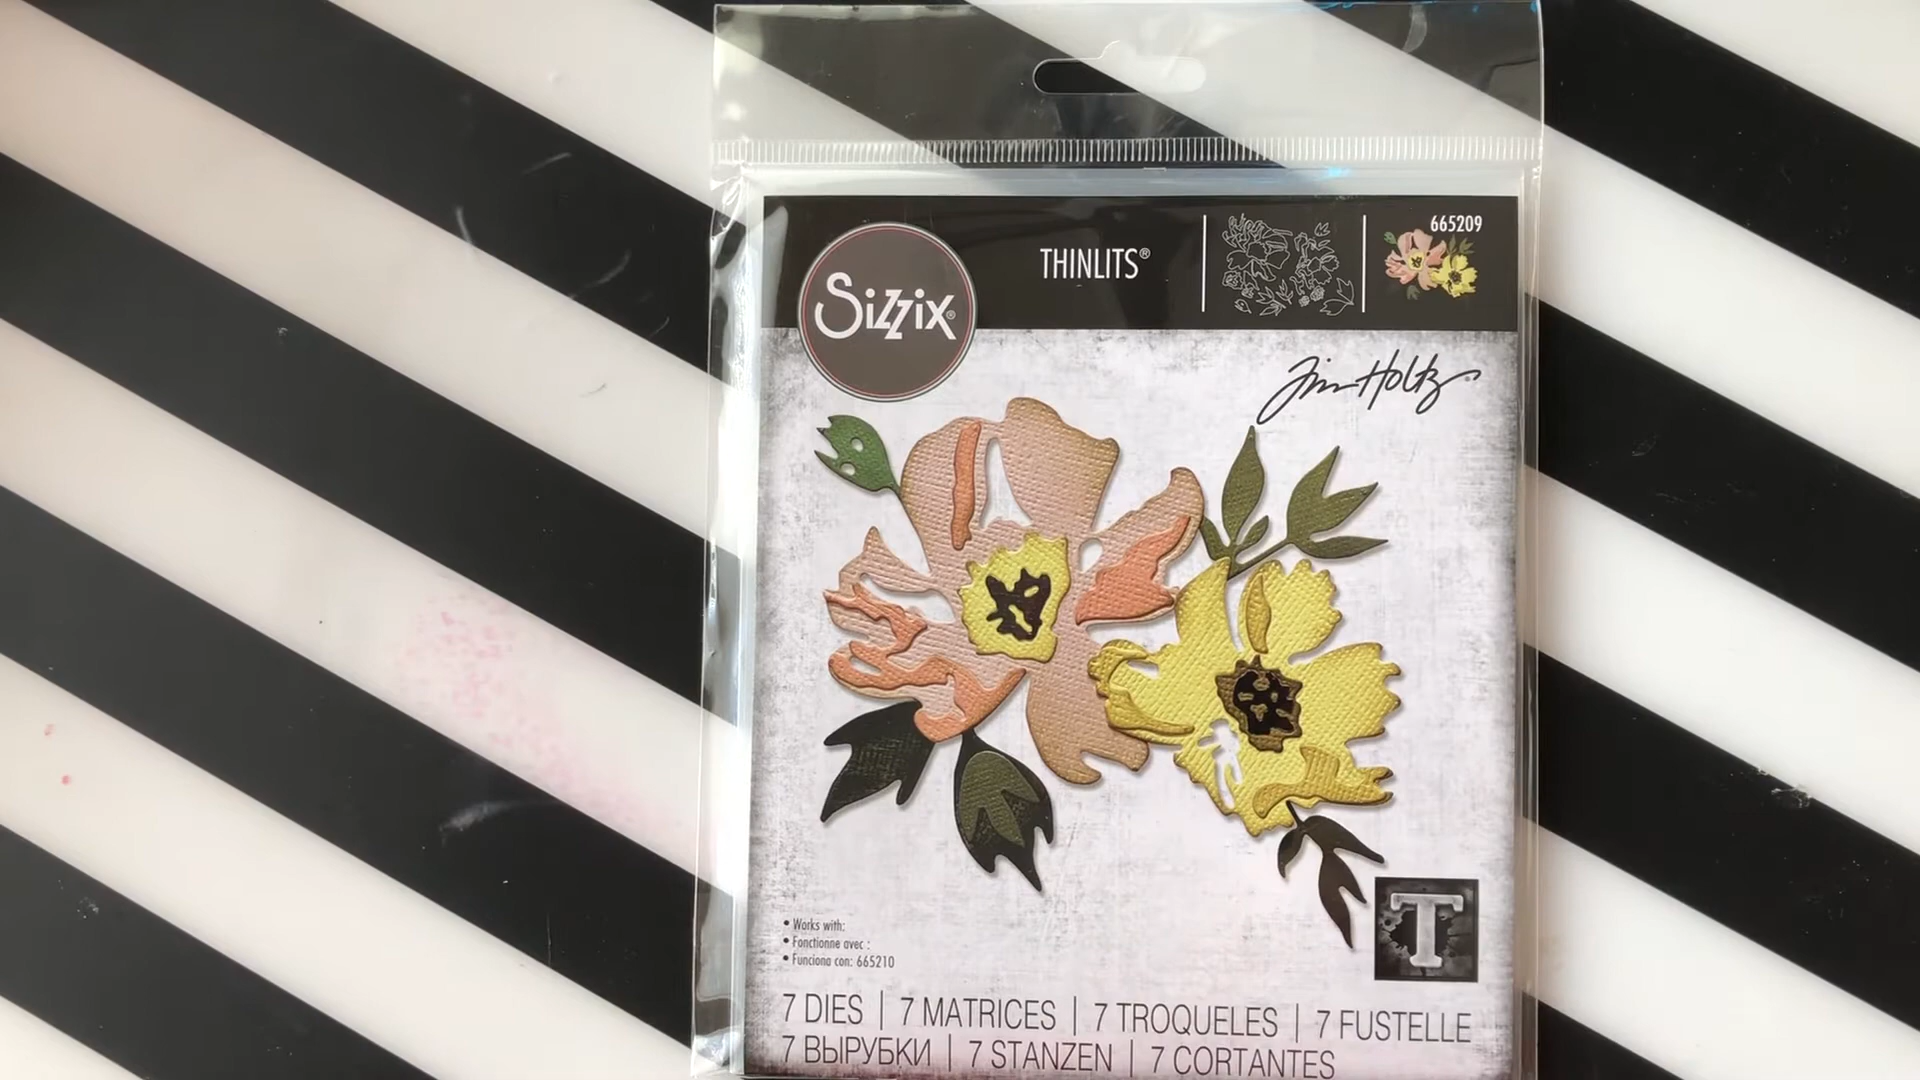 665209
THINLITS®
Sizzix®
Tim Holtz®
• Works with:
• Fonctionne avec :
• Funciona con: 665210
T
7 DIES | 7 MATRICES | 7 TROQUELES | 7 FUSTELLE
7 ВЫРУБКИ | 7 STANZEN | 7 CORTANTES